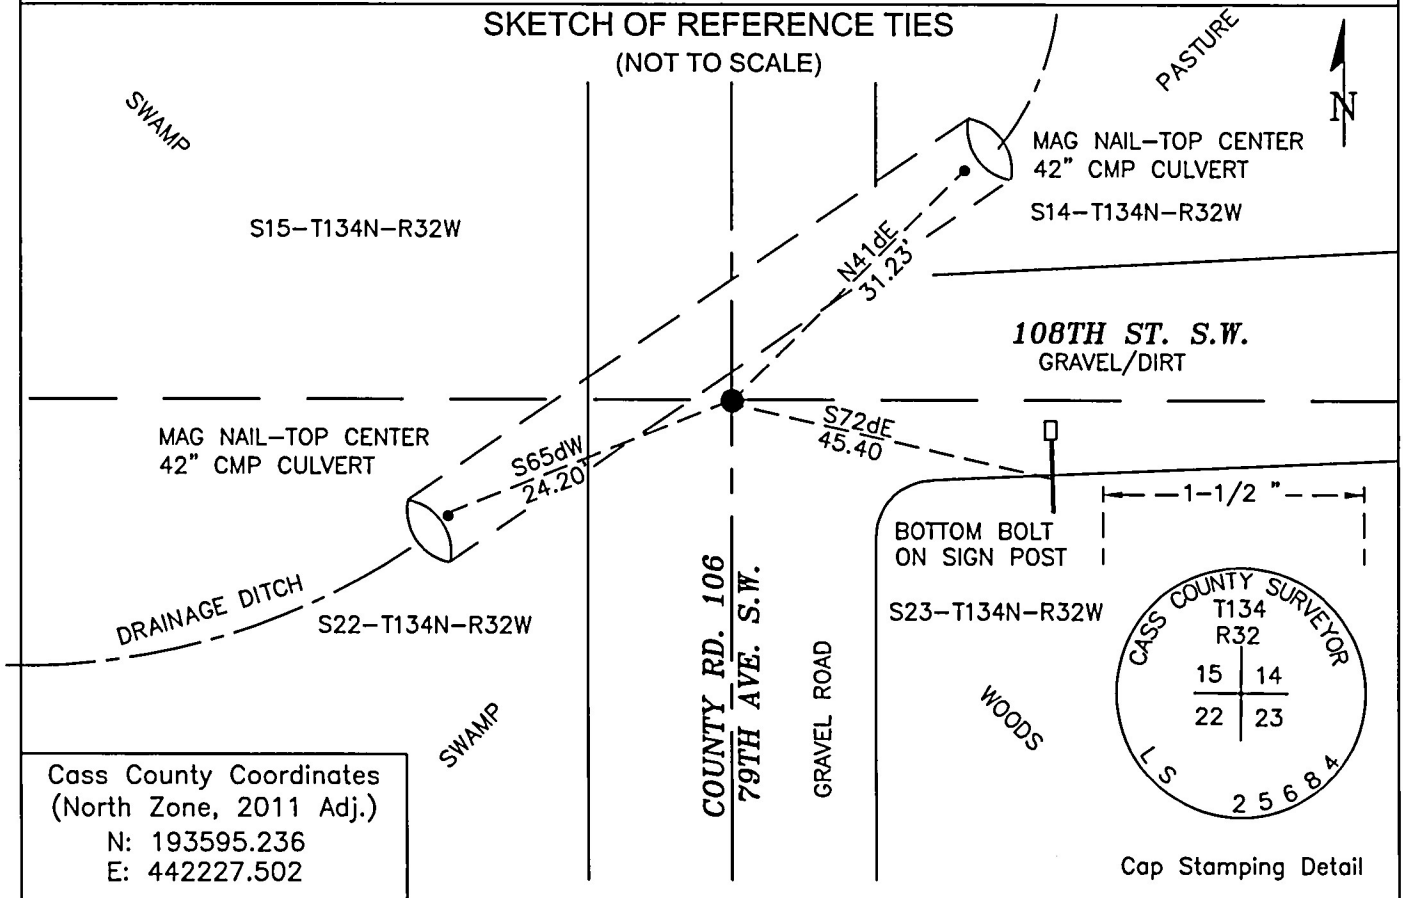 SKETCH OF REFERENCE TIES
(NOT TO SCALE)
SWAMP
PASTURE
N
MAG NAIL-TOP CENTER
42" CMP CULVERT
S15-T134N-R32W
S14-T134N-R32W
N41dE
31.23'
108TH ST. S.W.
GRAVEL/DIRT
MAG NAIL-TOP CENTER
42" CMP CULVERT
S65dW
24.20'
S72dE
45.40
1-1/2 "
BOTTOM BOLT
ON SIGN POST
DRAINAGE DITCH
S22-T134N-R32W
S23-T134N-R32W
COUNTY RD. 106
79TH AVE. S.W.
GRAVEL ROAD
SWAMP
WOODS
CASS COUNTY SURVEYOR
T134
R32
15 14
22 23
LS 25684
Cap Stamping Detail
Cass County Coordinates
(North Zone, 2011 Adj.)
N: 193595.236
E: 442227.502